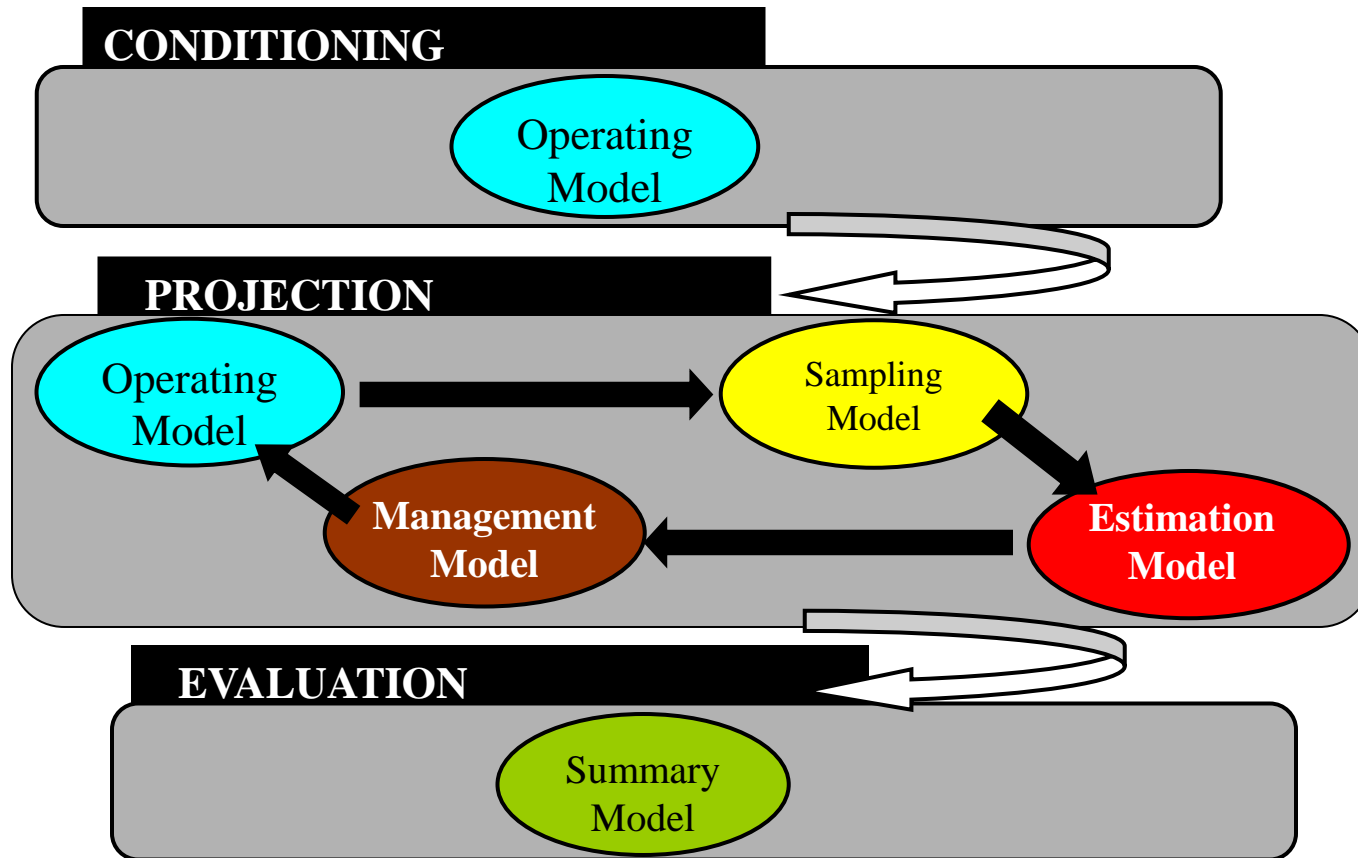 CONDITIONING
Operating
Model
PROJECTION
Operating
Model
Sampling
Model
Management
Model
Estimation
Model
EVALUATION
Summary
Model